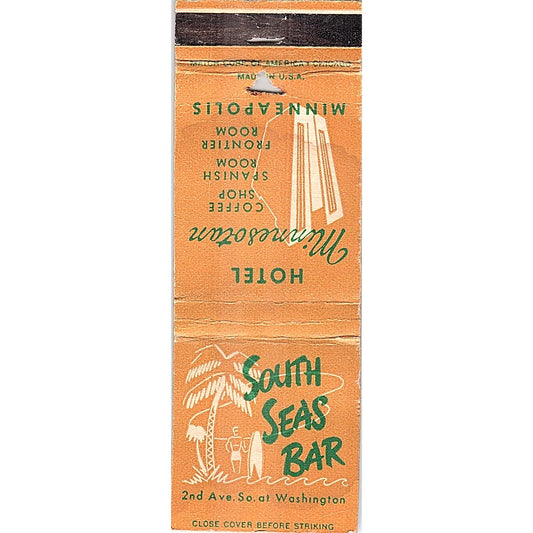 MATCH CORP. OF AMERICA, CHICAGO
MADE IN U.S.A.
HOTEL
Minnesotan
COFFEE
SHOP
SPANISH
ROOM
FRONTIER
ROOM
MINNEAPOLIS
SOUTH
SEAS
BAR
2nd Ave. So. at Washington
CLOSE COVER BEFORE STRIKING